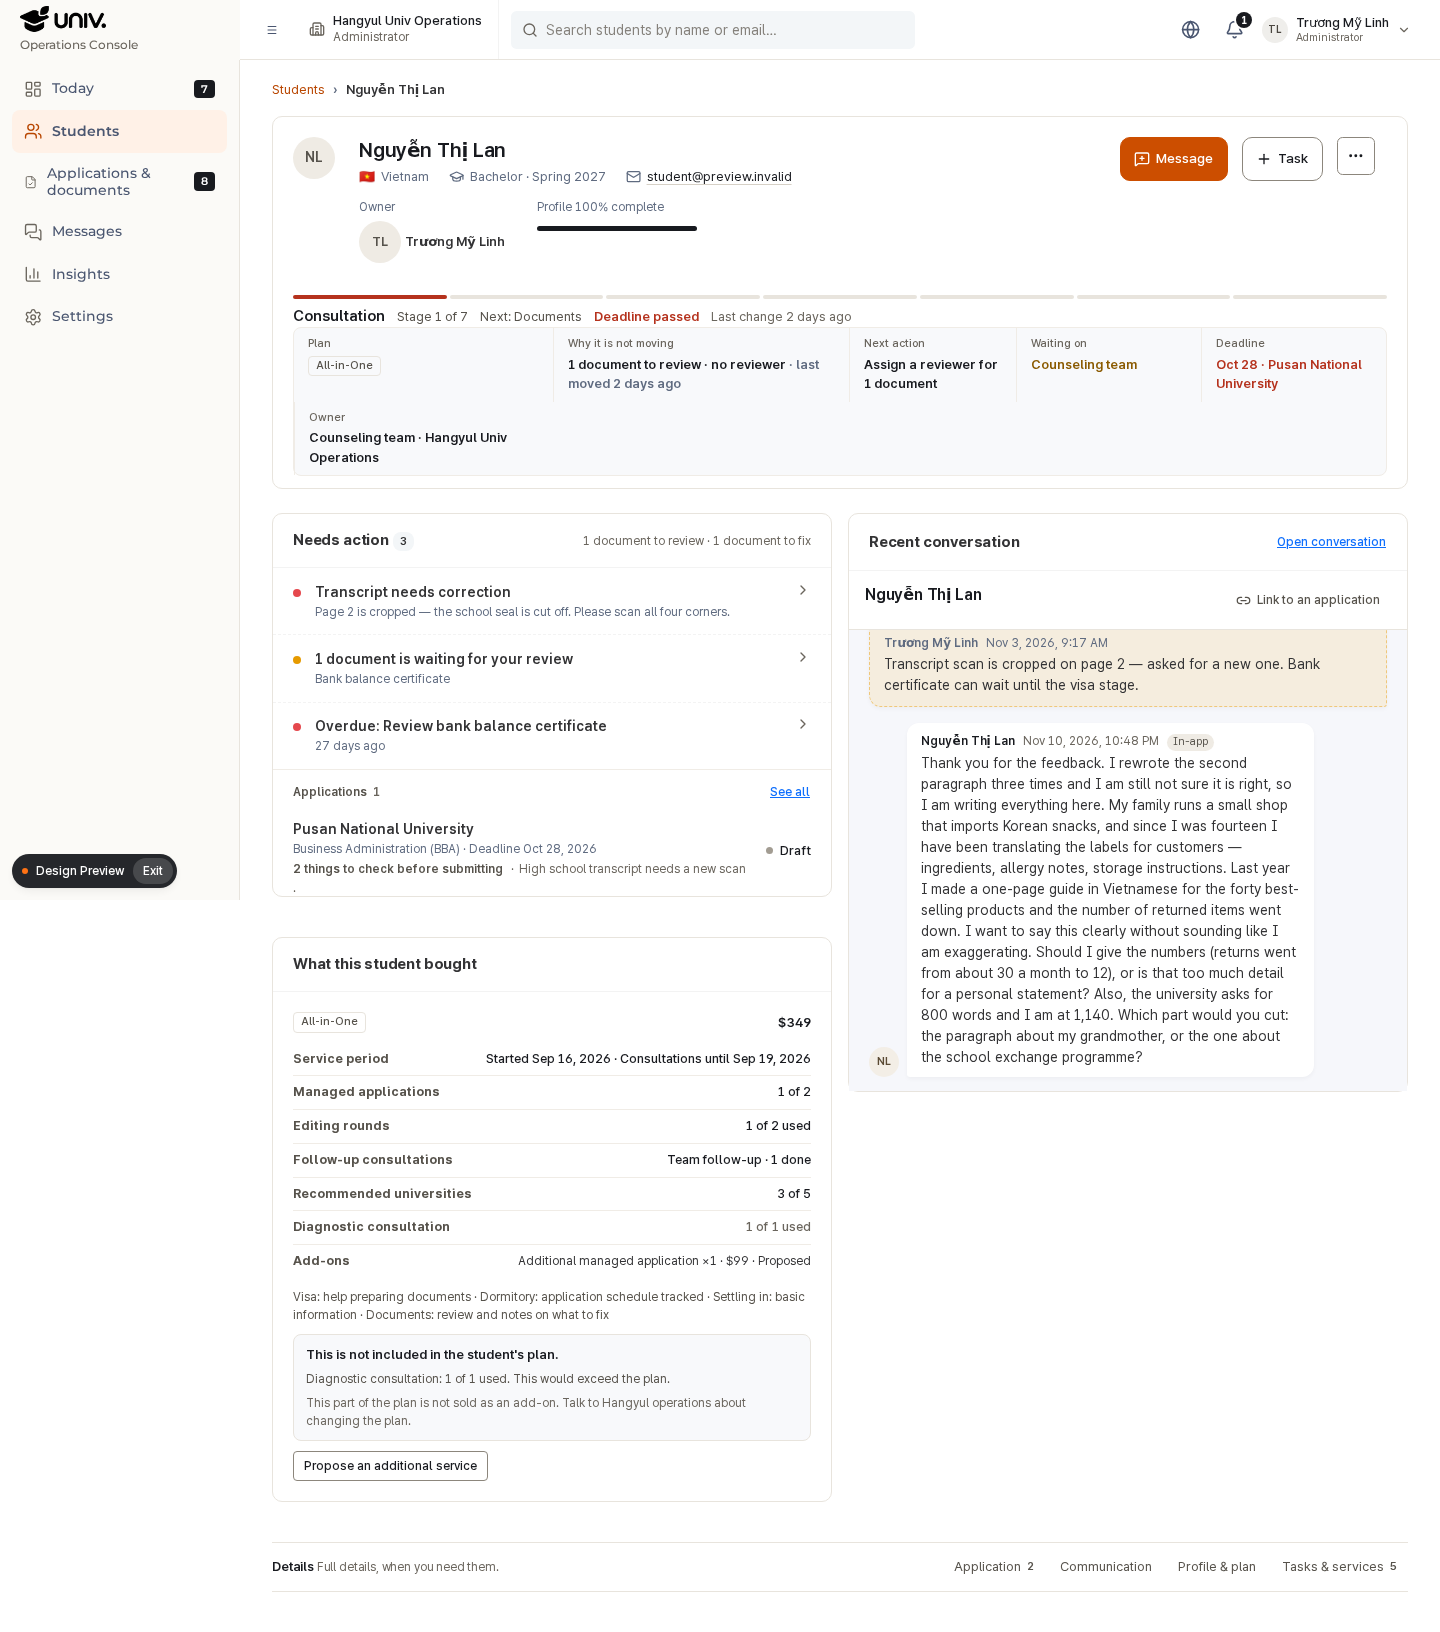 UNIV.
Operations Console
Today 7
Students
Applications & documents 8
Messages
Insights
Settings
Design Preview Exit
Hangyul Univ Operations
Administrator
Search students by name or email...
1
TL
Trương Mỹ Linh
Administrator
Students › Nguyễn Thị Lan
NL
Nguyễn Thị Lan
Vietnam
Bachelor · Spring 2027
student@preview.invalid
Message
Task
Owner
TL
Trương Mỹ Linh
Profile 100% complete
Consultation Stage 1 of 7 Next: Documents Deadline passed Last change 2 days ago
Plan
All-in-One
Why it is not moving
1 document to review · no reviewer · last
moved 2 days ago
Next action
Assign a reviewer for
1 document
Waiting on
Counseling team
Deadline
Oct 28 · Pusan National
University
Owner
Counseling team · Hangyul Univ
Operations
Needs action 3
1 document to review · 1 document to fix
Transcript needs correction
Page 2 is cropped — the school seal is cut off. Please scan all four corners.
1 document is waiting for your review
Bank balance certificate
Overdue: Review bank balance certificate
27 days ago
Applications 1
See all
Pusan National University
Business Administration (BBA) · Deadline Oct 28, 2026
2 things to check before submitting · High school transcript needs a new scan
·
Draft
What this student bought
All-in-One
$349
Service period Started Sep 16, 2026 · Consultations until Sep 19, 2026
Managed applications 1 of 2
Editing rounds 1 of 2 used
Follow-up consultations Team follow-up · 1 done
Recommended universities 3 of 5
Diagnostic consultation 1 of 1 used
Add-ons Additional managed application ×1 · $99 · Proposed
Visa: help preparing documents · Dormitory: application schedule tracked · Settling in: basic
information · Documents: review and notes on what to fix
This is not included in the student's plan.
Diagnostic consultation: 1 of 1 used. This would exceed the plan.
This part of the plan is not sold as an add-on. Talk to Hangyul operations about
changing the plan.
Propose an additional service
Recent conversation
Open conversation
Nguyễn Thị Lan
Link to an application
Trương Mỹ Linh Nov 3, 2026, 9:17 AM
Transcript scan is cropped on page 2 — asked for a new one. Bank
certificate can wait until the visa stage.
Nguyễn Thị Lan Nov 10, 2026, 10:48 PM In-app
Thank you for the feedback. I rewrote the second
paragraph three times and I am still not sure it is right, so
I am writing everything here. My family runs a small shop
that imports Korean snacks, and since I was fourteen I
have been translating the labels for customers —
ingredients, allergy notes, storage instructions. Last year
I made a one-page guide in Vietnamese for the forty best-
selling products and the number of returned items went
down. I want to say this clearly without sounding like I
am exaggerating. Should I give the numbers (returns went
from about 30 a month to 12), or is that too much detail
for a personal statement? Also, the university asks for
800 words and I am at 1,140. Which part would you cut:
the paragraph about my grandmother, or the one about
the school exchange programme?
NL
Details Full details, when you need them.
Application 2
Communication
Profile & plan
Tasks & services 5